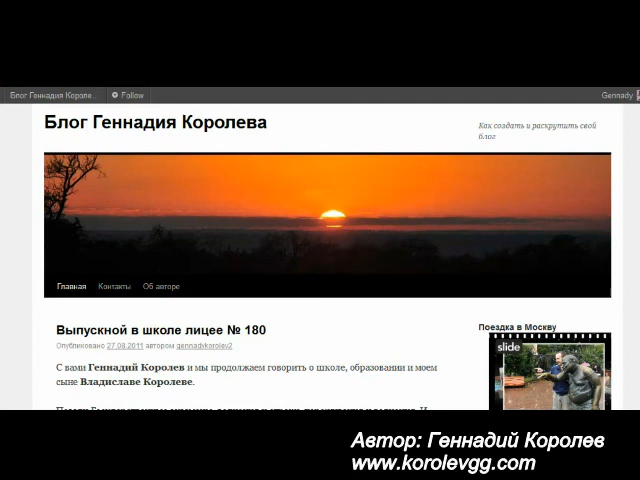 Блог Геннадия Короле...
Follow
Gennady
Блог Геннадия Королева
Как создать и раскрутить свой
блог
Главная Контакты Об авторе
Выпускной в школе лицее № 180
Опубликовано 27.08.2011 автором gennadykorolev2
С вами Геннадий Королев и мы продолжаем говорить о школе, образовании и моем
сыне Владиславе Королеве.
Поездка в Москву
slide
Автор: Геннадий Королев
www.korolevgg.com